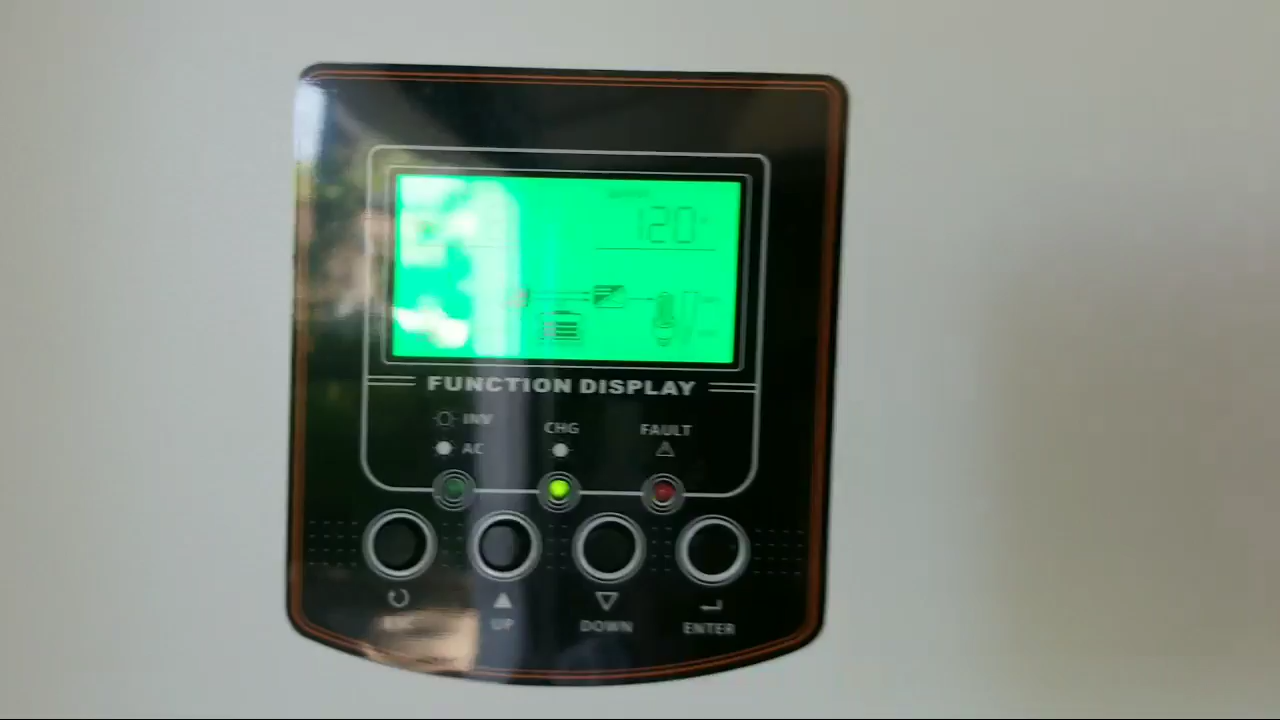 120
FUNCTION DISPLAY
INV
AC
CHG
FAULT
UP
DOWN
ENTER